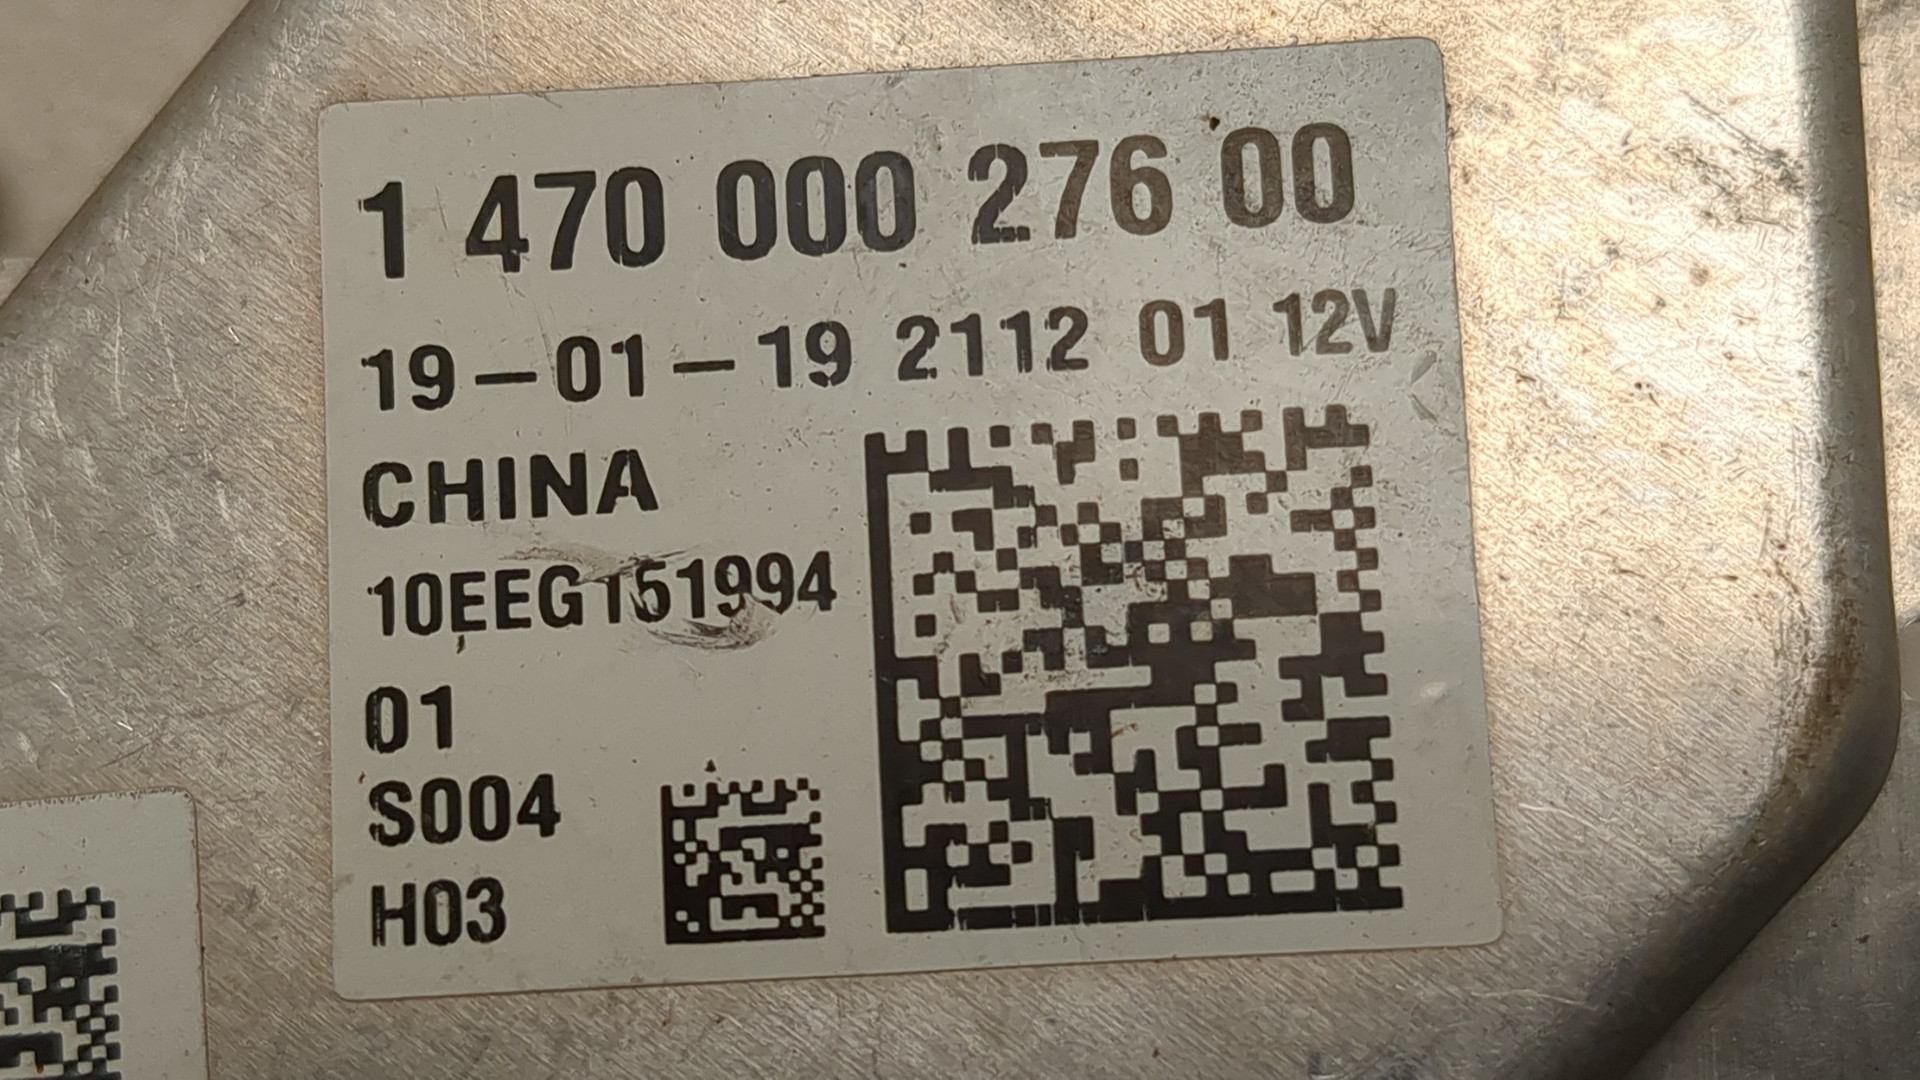 1 470 000 276 00
19-01-19 2112 01 12V
CHINA
10EEG151994
01
S004
H03